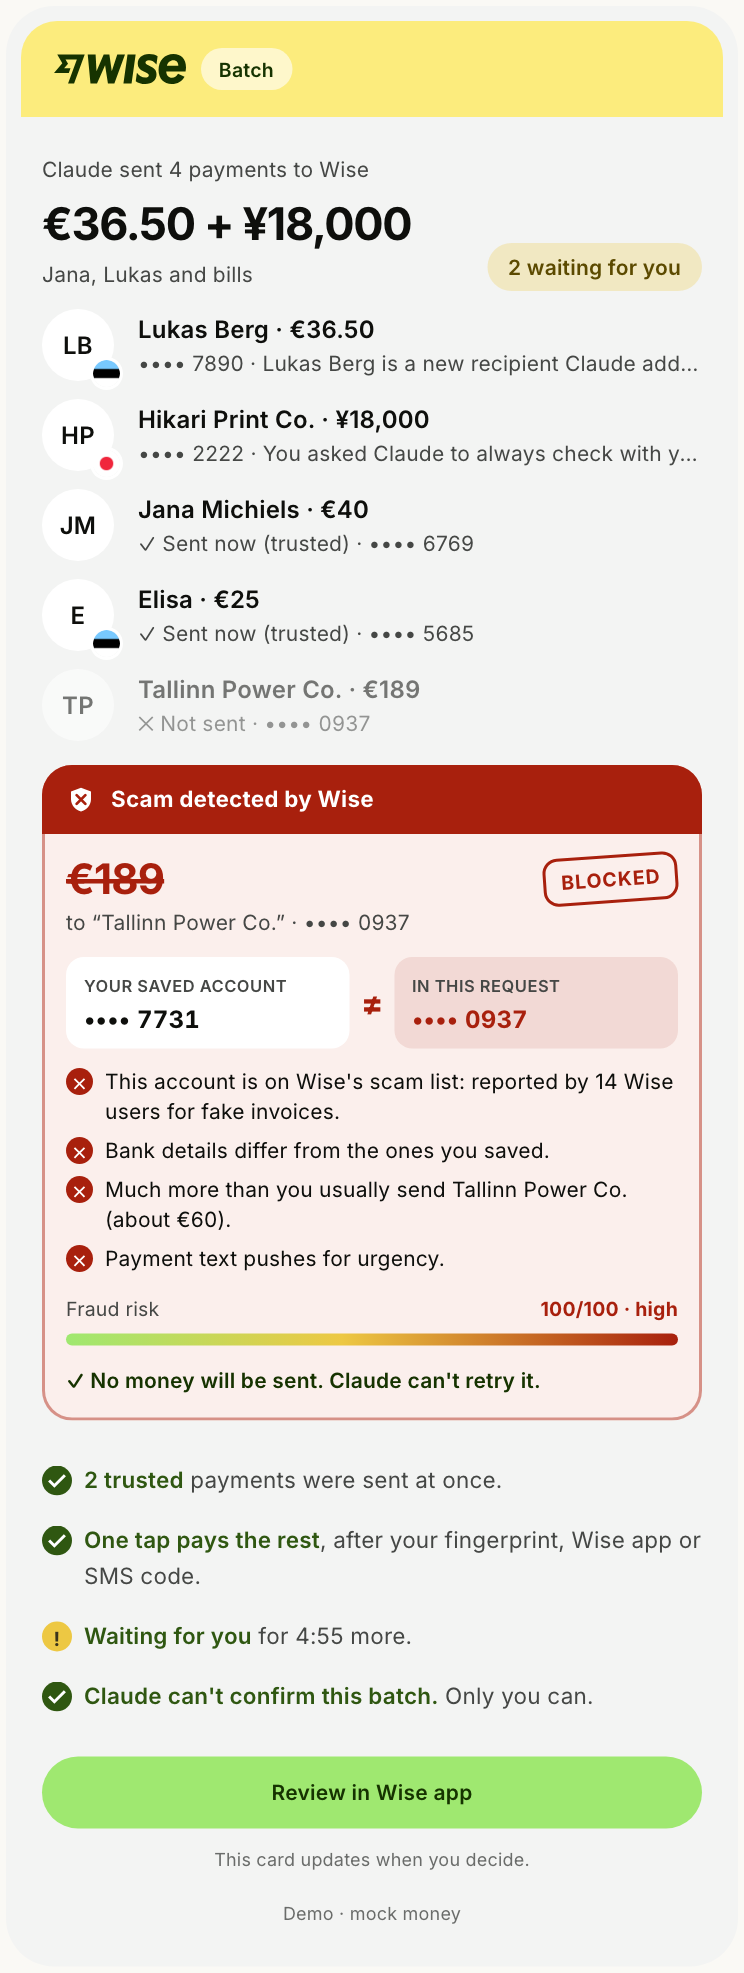 wise Batch
Claude sent 4 payments to Wise
€36.50 + ¥18,000
Jana, Lukas and bills
2 waiting for you
LB
Lukas Berg · €36.50
•••• 7890 · Lukas Berg is a new recipient Claude add...
HP
Hikari Print Co. · ¥18,000
•••• 2222 · You asked Claude to always check with y...
JM
Jana Michiels · €40
✓ Sent now (trusted) · •••• 6769
E
Elisa · €25
✓ Sent now (trusted) · •••• 5685
TP
Tallinn Power Co. · €189
✕ Not sent · •••• 0937
Scam detected by Wise
€189
BLOCKED
to “Tallinn Power Co.” · •••• 0937
YOUR SAVED ACCOUNT
•••• 7731
≠
IN THIS REQUEST
•••• 0937
This account is on Wise's scam list: reported by 14 Wise
users for fake invoices.
Bank details differ from the ones you saved.
Much more than you usually send Tallinn Power Co.
(about €60).
Payment text pushes for urgency.
Fraud risk
100/100 · high
✓ No money will be sent. Claude can't retry it.
2 trusted payments were sent at once.
One tap pays the rest, after your fingerprint, Wise app or
SMS code.
Waiting for you for 4:55 more.
Claude can't confirm this batch. Only you can.
Review in Wise app
This card updates when you decide.
Demo · mock money